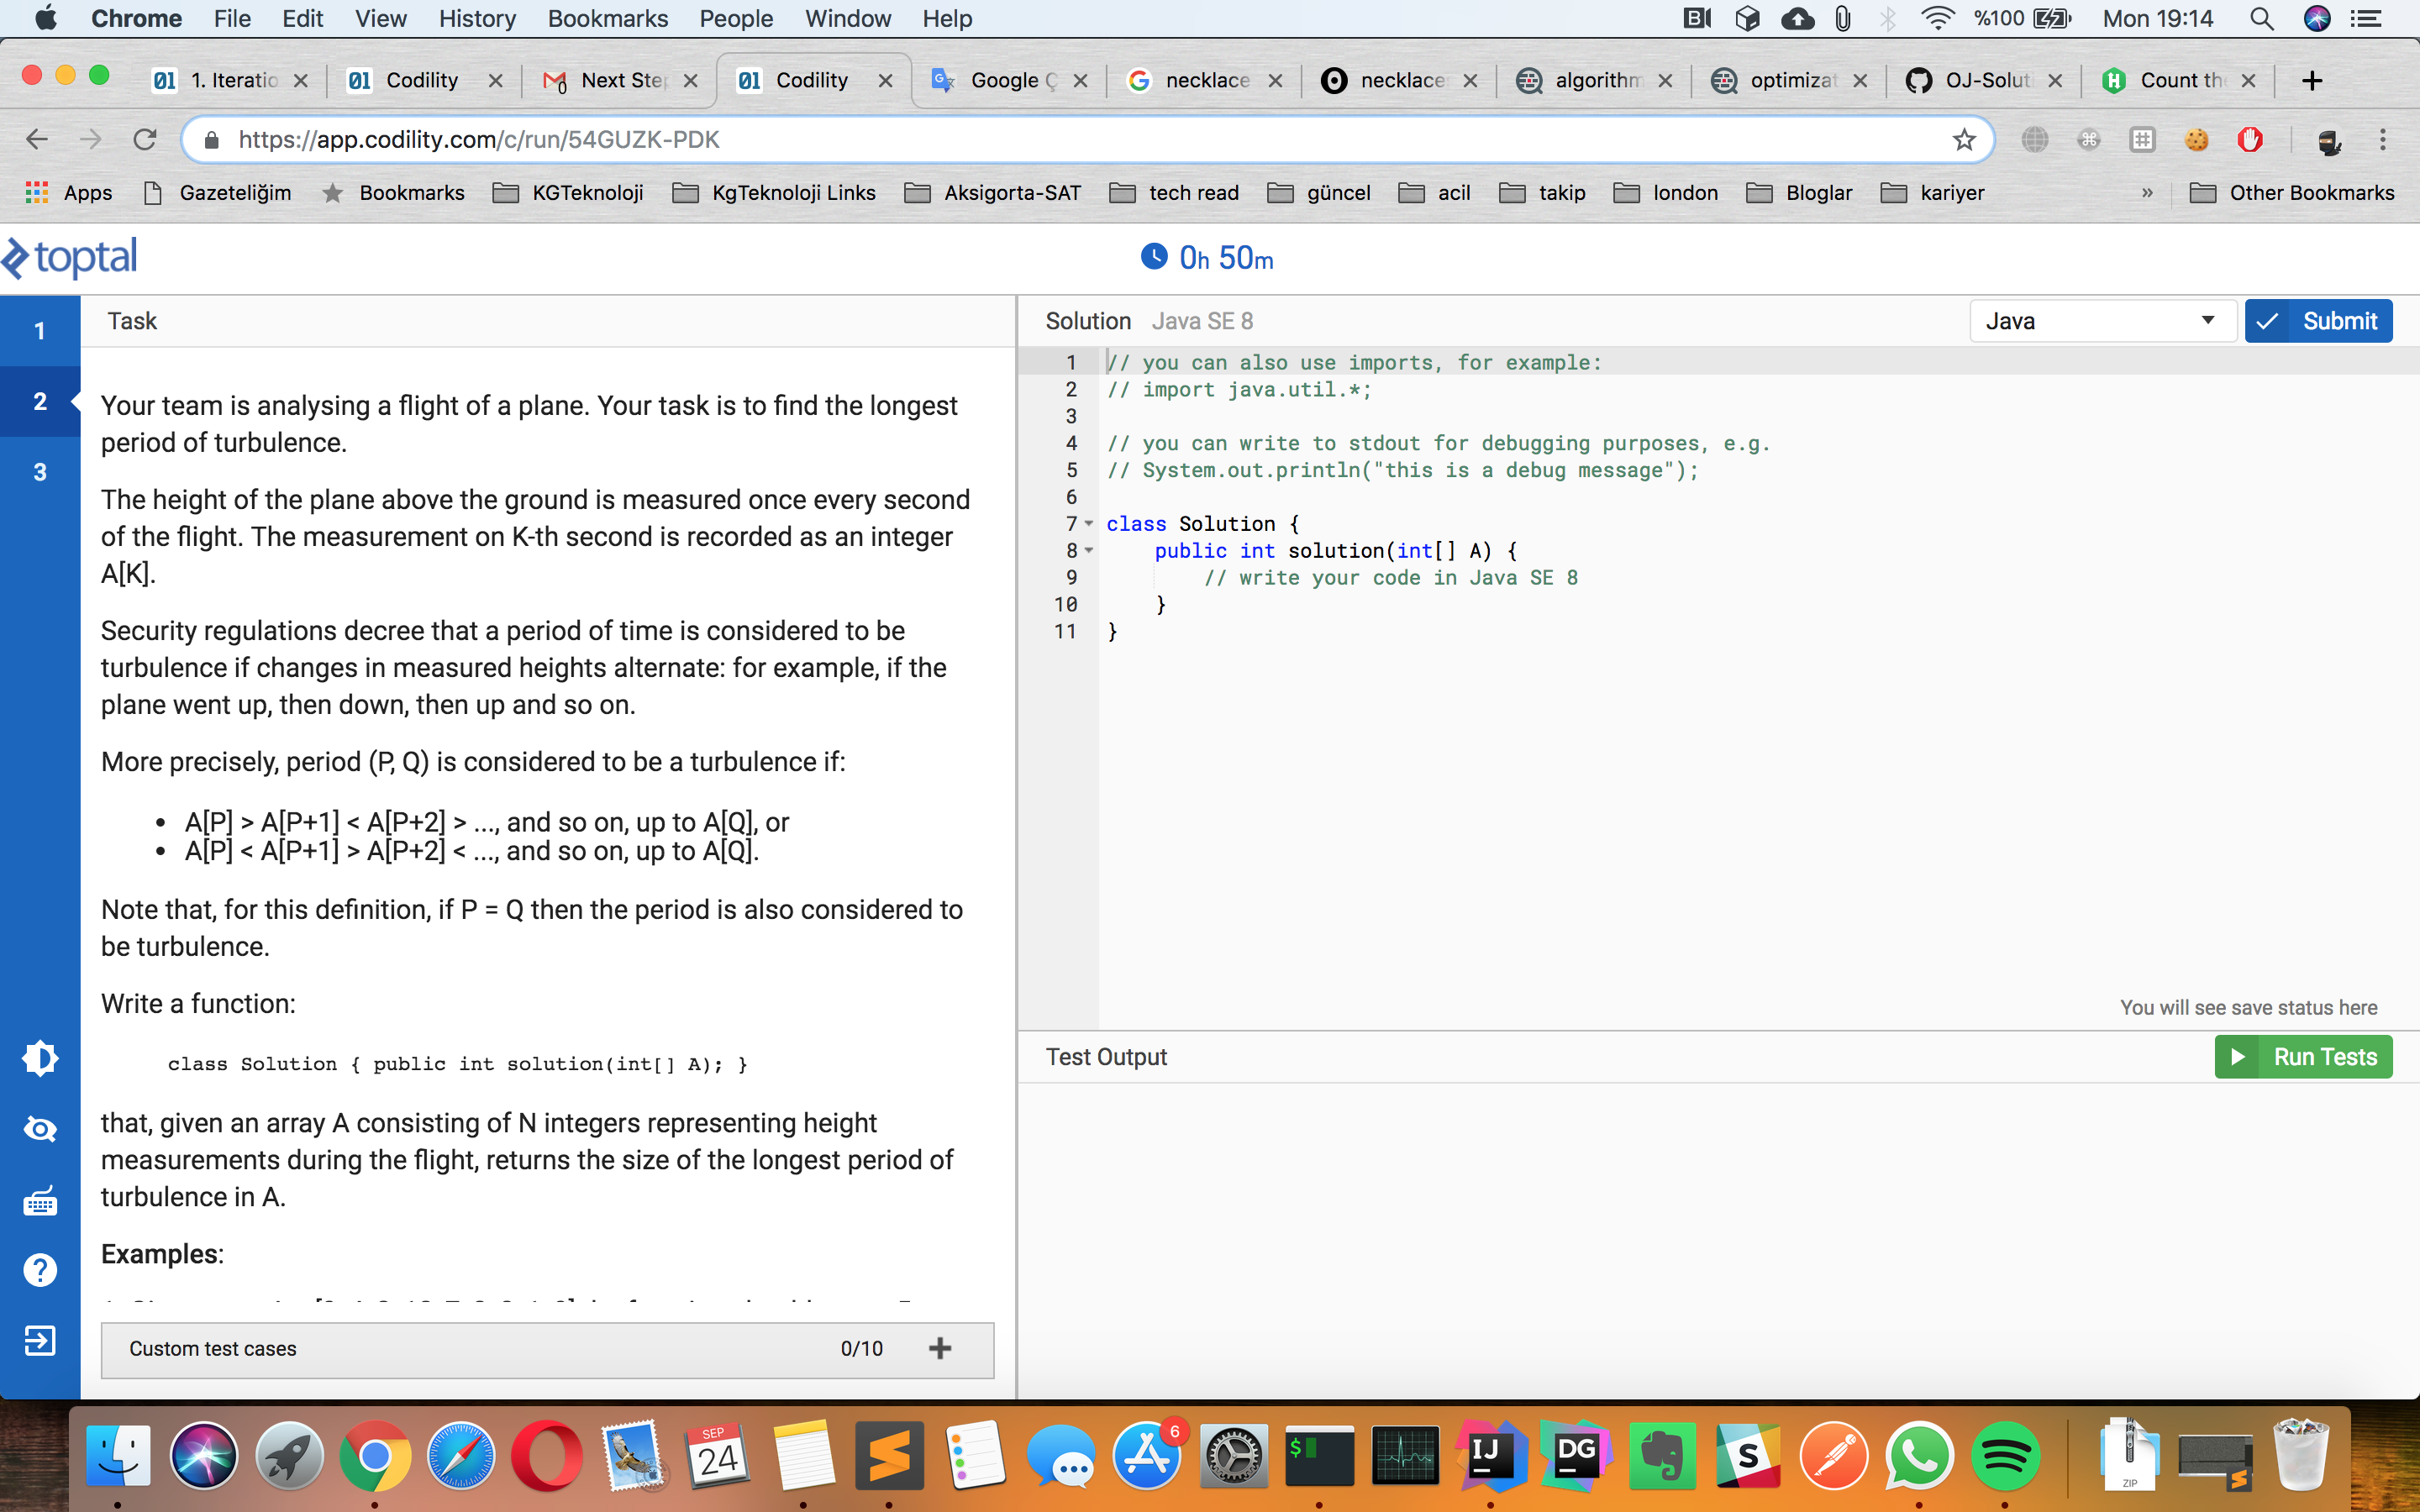 Chrome File Edit View History Bookmarks People Window Help %100 Mon 19:14
1. Iteratio Codility Next Step Codility Google Ç necklace necklace algorithm optimizat OJ-Soluti Count th
https://app.codility.com/c/run/54GUZK-PDK
Apps Gazeteliğim Bookmarks KGTeknoloji KgTeknoloji Links Aksigorta-SAT tech read güncel acil takip london Bloglar kariyer » Other Bookmarks
toptal 0h 50m
1
2
3
Task
Your team is analysing a flight of a plane. Your task is to find the longest
period of turbulence.
The height of the plane above the ground is measured once every second
of the flight. The measurement on K-th second is recorded as an integer
A[K].
Security regulations decree that a period of time is considered to be
turbulence if changes in measured heights alternate: for example, if the
plane went up, then down, then up and so on.
More precisely, period (P, Q) is considered to be a turbulence if:
• A[P] > A[P+1] < A[P+2] > ..., and so on, up to A[Q], or
• A[P] < A[P+1] > A[P+2] < ..., and so on, up to A[Q].
Note that, for this definition, if P = Q then the period is also considered to
be turbulence.
Write a function:
class Solution { public int solution(int[] A); }
that, given an array A consisting of N integers representing height
measurements during the flight, returns the size of the longest period of
turbulence in A.
Examples:
Custom test cases 0/10 +
Solution Java SE 8 Java Submit
1 // you can also use imports, for example:
2 // import java.util.*;
3
4 // you can write to stdout for debugging purposes, e.g.
5 // System.out.println("this is a debug message");
6
7 class Solution {
8 public int solution(int[] A) {
9 // write your code in Java SE 8
10 }
11 }
You will see save status here
Test Output Run Tests
SEP
24
6
$
IJ
DG
S
ZIP